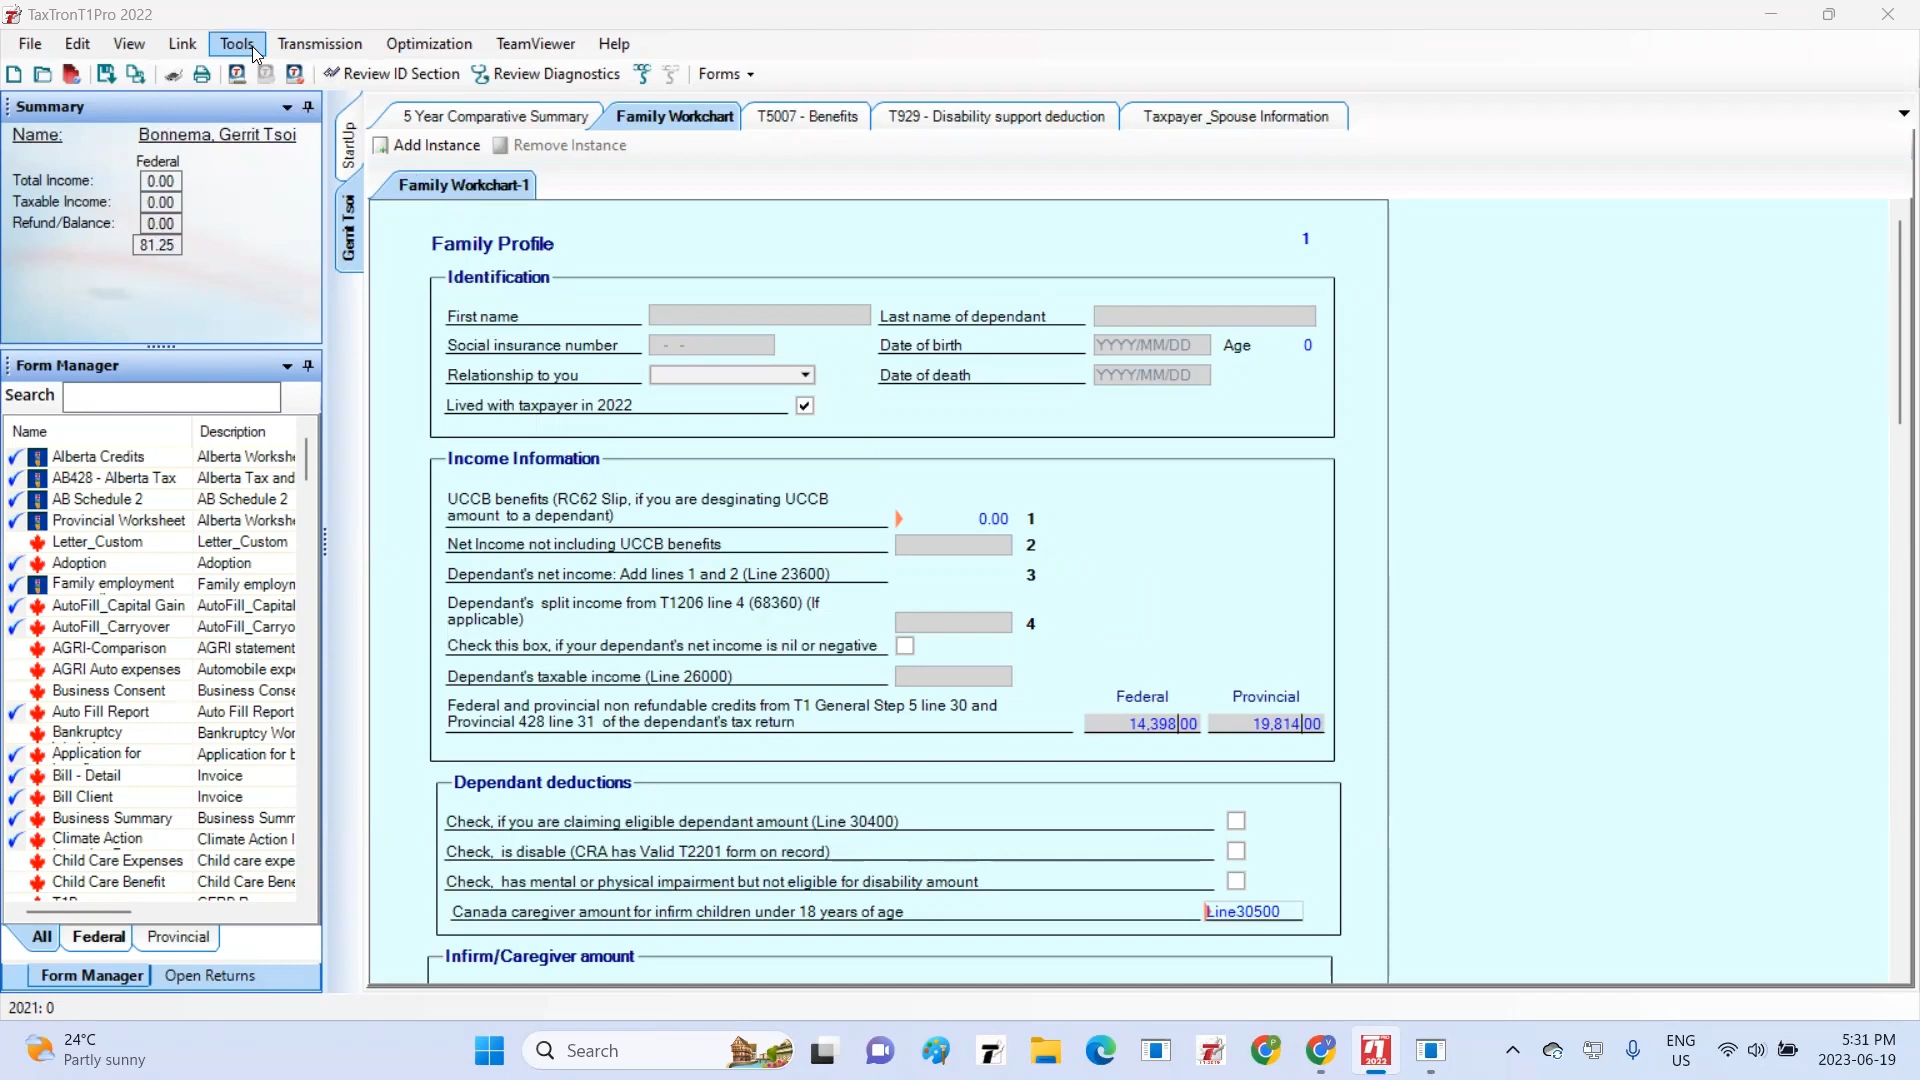 TaxTronT1Pro 2022
File Edit View Link Tools Transmission Optimization TeamViewer Help
Review ID Section Review Diagnostics Forms
Summary
Name: Bonnema, Gerrit Tsoi
Federal
Total Income: 0.00
Taxable Income: 0.00
Refund/Balance: 0.00
81.25
Form Manager
Search
Name Description
Alberta Credits Alberta Workshe
AB428 - Alberta Tax Alberta Tax and
AB Schedule 2 AB Schedule 2
Provincial Worksheet Alberta Workshe
Letter_Custom Letter_Custom
Adoption Adoption
Family employment Family employn
AutoFill_Capital Gain AutoFill_Capital
AutoFill_Carryover AutoFill_Carryo
AGRI-Comparison AGRI statement
AGRI Auto expenses Automobile expe
Business Consent Business Conse
Auto Fill Report Auto Fill Report
Bankruptcy Bankruptcy Wor
Application for Application for b
Bill - Detail Invoice
Bill Client Invoice
Business Summary Business Summ
Climate Action Climate Action I
Child Care Expenses Child care expe
Child Care Benefit Child Care Bene
All Federal Provincial
Form Manager Open Returns
2021: 0
StartUp
Gerrit Tsoi
5 Year Comparative Summary Family Workchart T5007 - Benefits T929 - Disability support deduction Taxpayer _Spouse Information
Add Instance Remove Instance
Family Workchart-1
Family Profile 1
Identification
First name Last name of dependant
Social insurance number - - Date of birth YYYY/MM/DD Age 0
Relationship to you Date of death YYYY/MM/DD
Lived with taxpayer in 2022
Income Information
UCCB benefits (RC62 Slip, if you are desginating UCCB
amount to a dependant) 0.00 1
Net Income not including UCCB benefits 2
Dependant's net income: Add lines 1 and 2 (Line 23600) 3
Dependant's split income from T1206 line 4 (68360) (If
applicable) 4
Check this box, if your dependant's net income is nil or negative
Dependant's taxable income (Line 26000)
Federal Provincial
Federal and provincial non refundable credits from T1 General Step 5 line 30 and
Provincial 428 line 31 of the dependant's tax return 14,398 00 19,814 00
Dependant deductions
Check, if you are claiming eligible dependant amount (Line 30400)
Check, is disable (CRA has Valid T2201 form on record)
Check, has mental or physical impairment but not eligible for disability amount
Canada caregiver amount for infirm children under 18 years of age Line30500
Infirm/Caregiver amount
24°C
Partly sunny
Search
ENG
US
5:31 PM
2023-06-19